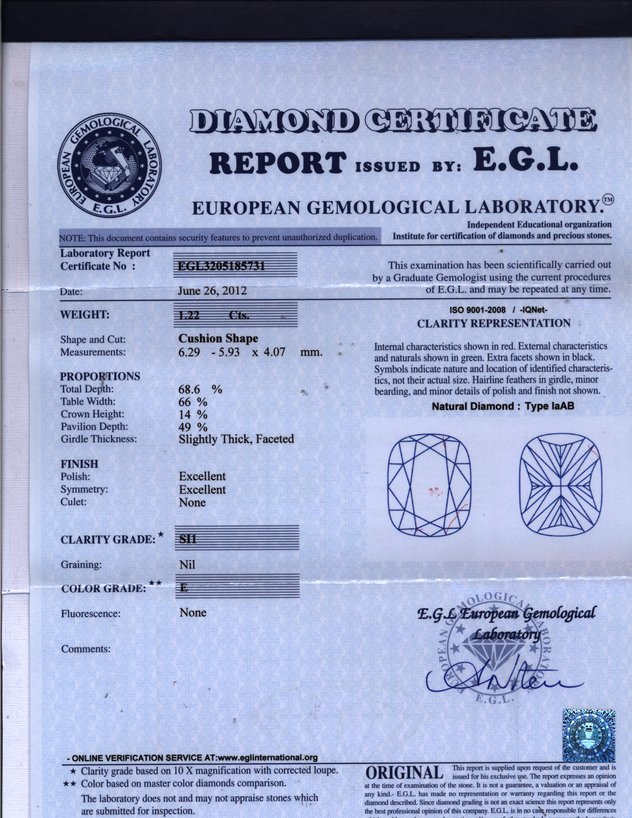 EUROPEAN GEMOLOGICAL LABORATORY
E.G.L.
DIAMOND CERTIFICATE
REPORT ISSUED BY: E.G.L.
EUROPEAN GEMOLOGICAL LABORATORY.™
Independent Educational organization
NOTE: This document contains security features to prevent unauthorized duplication.
Institute for certification of diamonds and precious stones.
Laboratory Report
Certificate No : EGL3205185731
Date: June 26, 2012
This examination has been scientifically carried out
by a Graduate Gemologist using the current procedures
of E.G.L. and may be repeated at any time.
WEIGHT: 1.22 Cts.
Shape and Cut: Cushion Shape
Measurements: 6.29 - 5.93 x 4.07 mm.
PROPORTIONS
Total Depth: 68.6 %
Table Width: 66 %
Crown Height: 14 %
Pavilion Depth: 49 %
Girdle Thickness: Slightly Thick, Faceted
FINISH
Polish: Excellent
Symmetry: Excellent
Culet: None
CLARITY GRADE: ★ SI1
Graining: Nil
COLOR GRADE: ★★ E
Fluorescence: None
Comments:
ISO 9001-2008 / -IQNet-
CLARITY REPRESENTATION
Internal characteristics shown in red. External characteristics
and naturals shown in green. Extra facets shown in black.
Symbols indicate nature and location of identified characteris-
tics, not their actual size. Hairline feathers in girdle, minor
bearding, and minor details of polish and finish not shown.
Natural Diamond : Type IaAB
E.G.L European Gemological
Laboratory
EUROPEAN GEMOLOGICAL LABORATORY
E.G.L.
- ONLINE VERIFICATION SERVICE AT:www.eglinternational.org
★ Clarity grade based on 10 X magnification with corrected loupe.
★★ Color based on master color diamonds comparison.
The laboratory does not and may not appraise stones which
are submitted for inspection.
ORIGINAL This report is supplied upon request of the customer and is
issued for his exclusive use. The report expresses an opinion
at the time of examination of the stone. It is not a guarantee, a valuation or an appraisal of
any kind.- E.G.L. has made no representation or warranty regarding this report or the
diamond described. Since diamond grading is not an exact science this report represents only
the best professional opinion of this company. E.G.L. is in no case responsible for differences